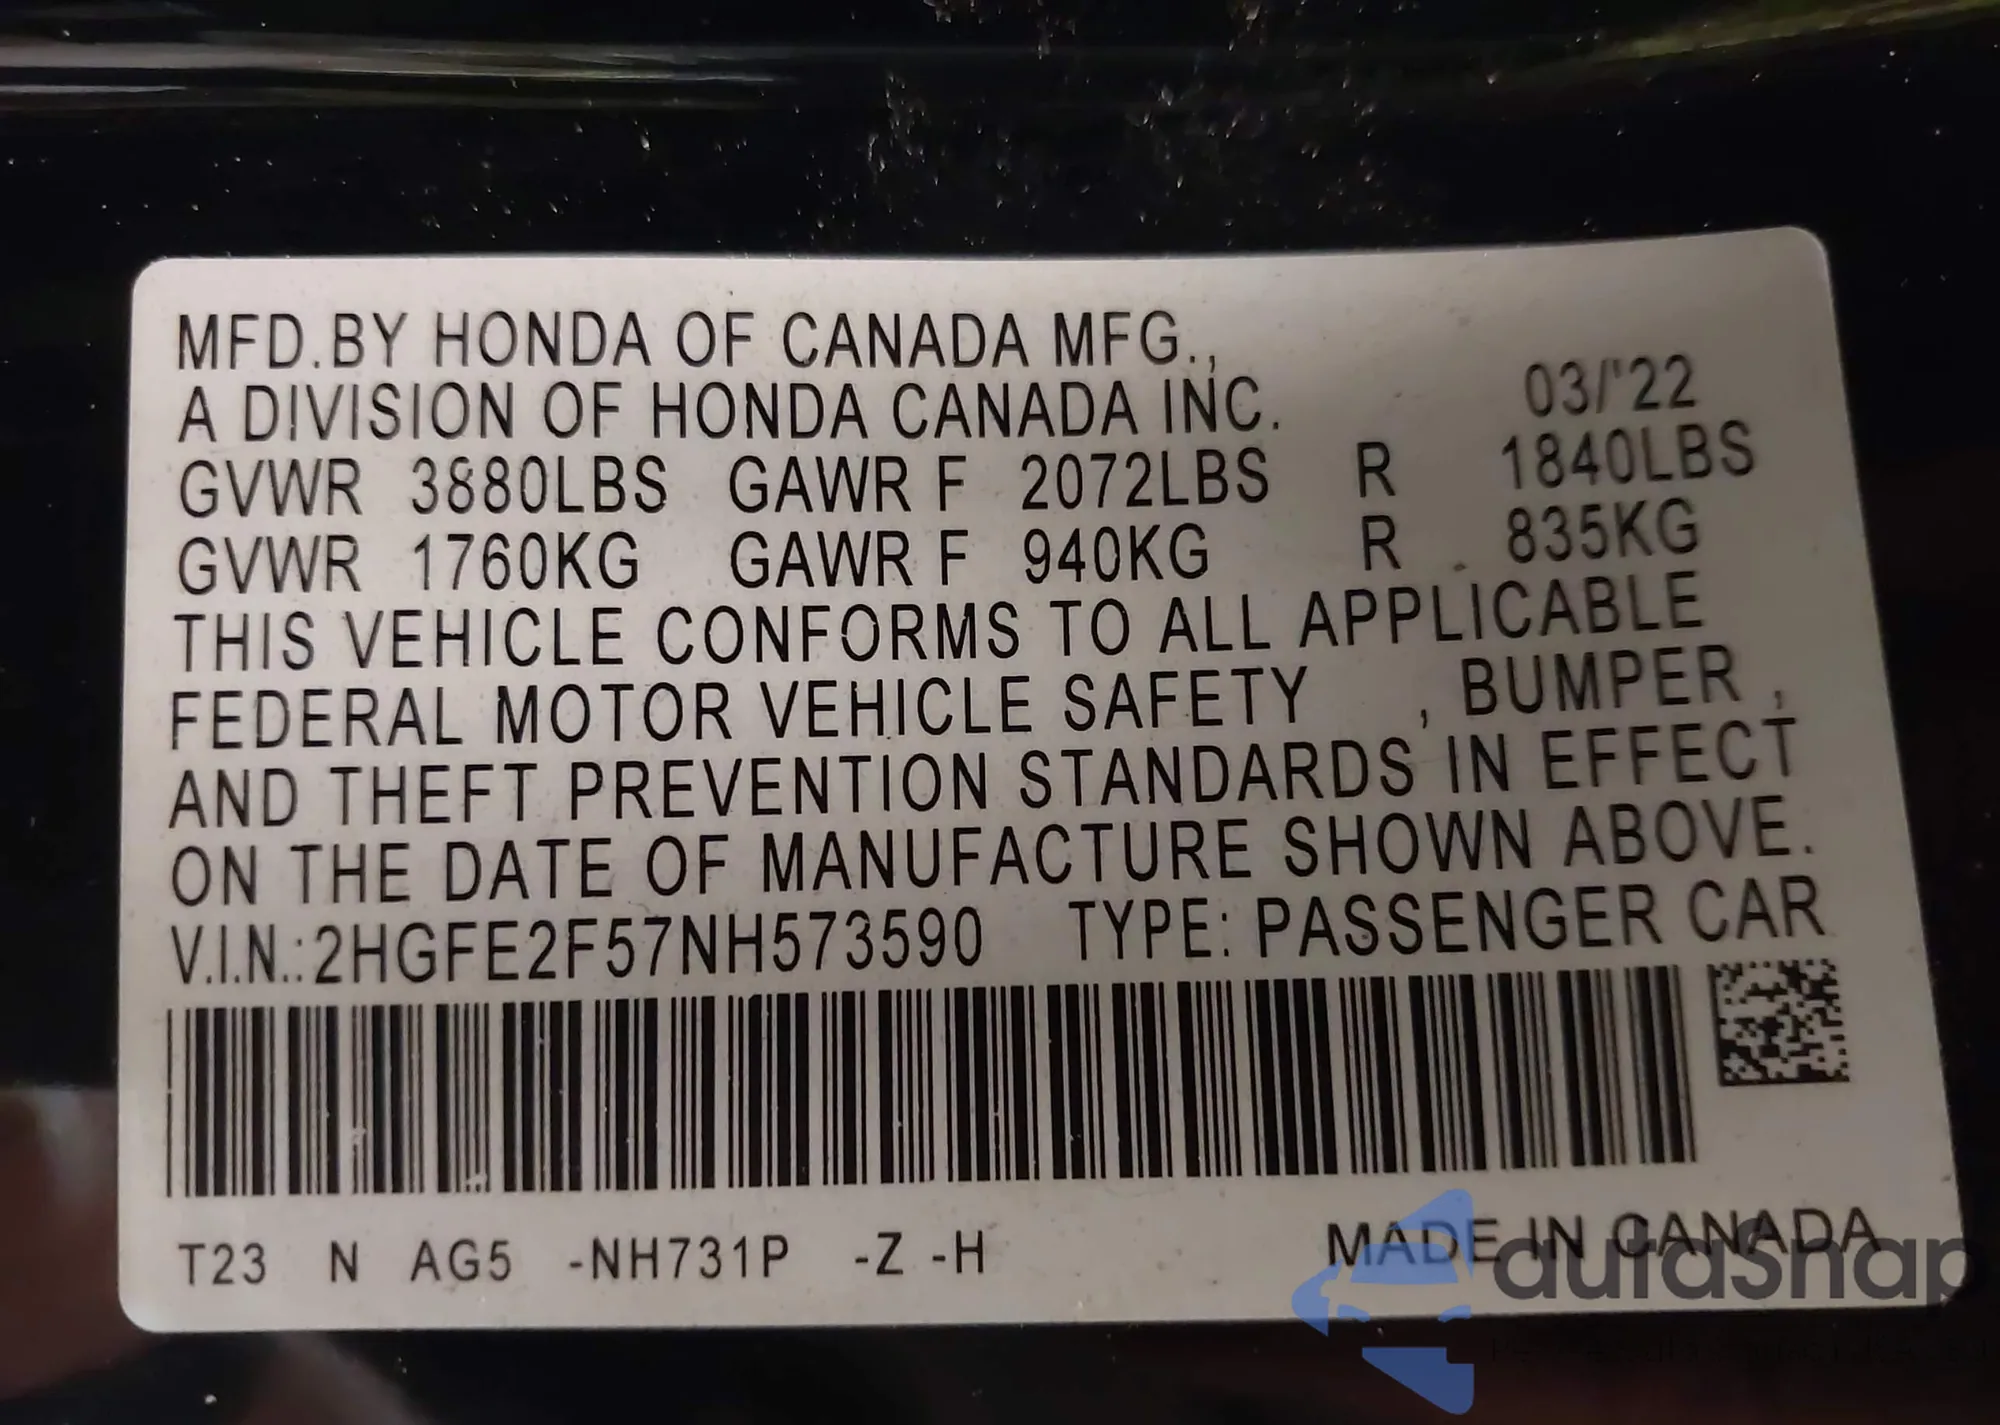 MFD.BY HONDA OF CANADA MFG.,
A DIVISION OF HONDA CANADA INC. 03/'22
GVWR 3880LBS GAWR F 2072LBS R 1840LBS
GVWR 1760KG GAWR F 940KG R 835KG
THIS VEHICLE CONFORMS TO ALL APPLICABLE
FEDERAL MOTOR VEHICLE SAFETY , BUMPER ,
AND THEFT PREVENTION STANDARDS IN EFFECT
ON THE DATE OF MANUFACTURE SHOWN ABOVE.
V.I.N.:2HGFE2F57NH573590 TYPE: PASSENGER CAR
T23 N AG5 -NH731P -Z -H
MADE IN CANADA
autaSnap